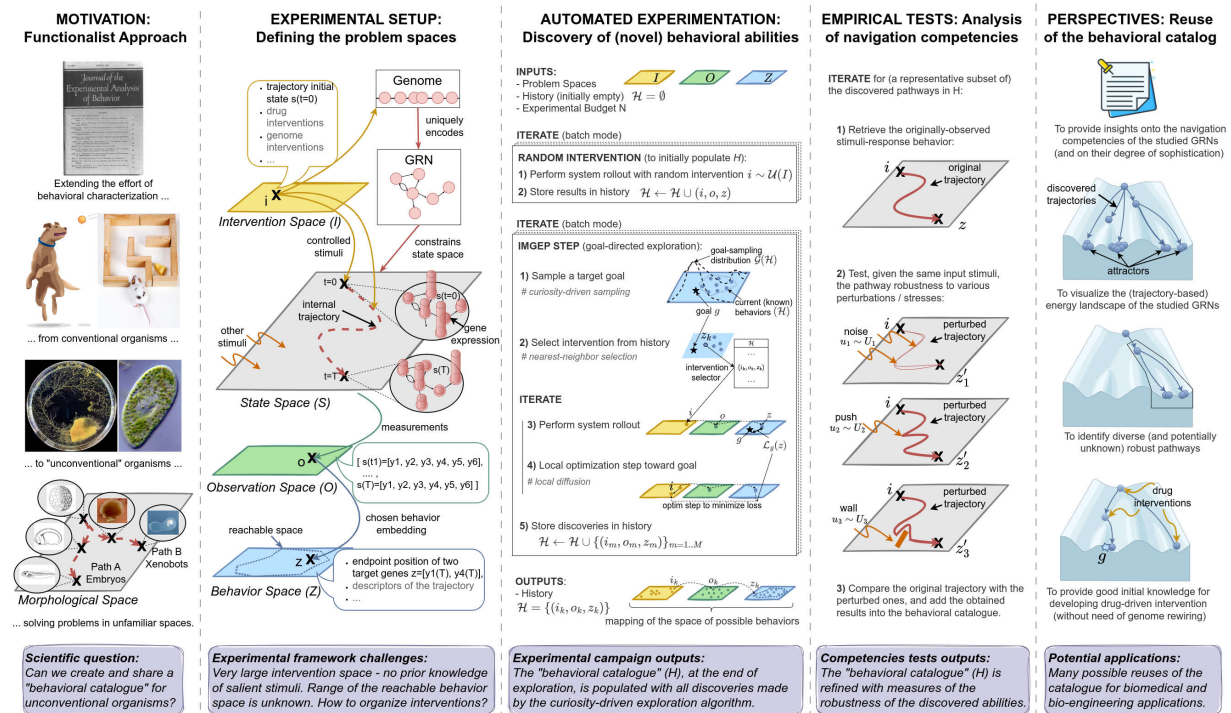 MOTIVATION:
Functionalist Approach
Journal of the
Experimental Analysis
of Behavior
Extending the effort of
behavioral characterization ...
... from conventional organisms ...
... to "unconventional" organisms ...
Path B
Xenobots
Path A
Embryos
Morphological Space
... solving problems in unfamiliar spaces.
Scientific question:
Can we create and share a
"behavioral catalogue" for
unconventional organisms?
EXPERIMENTAL SETUP:
Defining the problem spaces
• trajectory initial
state s(t=0)
• drug
interventions
• genome
interventions
• ...
Genome
uniquely
encodes
GRN
i
Intervention Space (I)
controlled
stimuli
constrains
state space
t=0
s(t=0)
internal
trajectory
gene
expression
other
stimuli
t=T
s(T)
State Space (S)
measurements
O
Observation Space (O)
[ s(t1)=[y1, y2, y3, y4, y5, y6],
.... ,
s(T)=[y1, y2, y3, y4, y5, y6] ]
chosen behavior
embedding
reachable space
Z
Behavior Space (Z)
• endpoint position of two
target genes z=[y1(T), y4(T)],
• descriptors of the trajectory
• ...
Experimental framework challenges:
Very large intervention space - no prior knowledge
of salient stimuli. Range of the reachable behavior
space is unknown. How to organize interventions?
AUTOMATED EXPERIMENTATION:
Discovery of (novel) behavioral abilities
INPUTS:
- Problem Spaces
I O Z
- History (initially empty) ℋ = ∅
- Experimental Budget N
ITERATE (batch mode)
RANDOM INTERVENTION (to initially populate H):
1) Perform system rollout with random intervention i ∼ 𝒰(I)
2) Store results in history ℋ ← ℋ ∪ (i, o, z)
ITERATE (batch mode)
IMGEP STEP (goal-directed exploration):
goal-sampling
distribution 𝒢(ℋ)
1) Sample a target goal
# curiosity-driven sampling
current (known)
behaviors (ℋ)
goal g
2) Select intervention from history
# nearest-neighbor selection
z_k
ℋ
...
(i_k, o_k, z_k)
...
intervention
selector
ITERATE
3) Perform system rollout
i o z
g
ℒ_g(z)
4) Local optimization step toward goal
# local diffusion
i
optim step to minimize loss
5) Store discoveries in history
ℋ ← ℋ ∪ {(i_m, o_m, z_m)}_{m=1..M}
OUTPUTS:
- History
ℋ = {(i_k, o_k, z_k)}
i_k o_k z_k
mapping of the space of possible behaviors
Experimental campaign outputs:
The "behavioral catalogue" (H), at the end of
exploration, is populated with all discoveries made
by the curiosity-driven exploration algorithm.
EMPIRICAL TESTS: Analysis
of navigation competencies
ITERATE for (a representative subset of)
the discovered pathways in H:
1) Retrieve the originally-observed
stimuli-response behavior:
i
original
trajectory
z
2) Test, given the same input stimuli,
the pathway robustness to various
perturbations / stresses:
noise
u₁ ∼ U₁
i
perturbed
trajectory
z′₁
push
u₂ ∼ U₂
i
perturbed
trajectory
z′₂
wall
u₃ ∼ U₃
i
perturbed
trajectory
z′₃
3) Compare the original trajectory with
the perturbed ones, and add the obtained
results into the behavioral catalogue.
Competencies tests outputs:
The "behavioral catalogue" (H) is
refined with measures of the
robustness of the discovered abilities.
PERSPECTIVES: Reuse
of the behavioral catalog
To provide insights onto the navigation
competencies of the studied GRNs
(and on their degree of sophistication)
discovered
trajectories
attractors
To visualize the (trajectory-based)
energy landscape of the studied GRNs
To identify diverse (and potentially
unknown) robust pathways
drug
interventions
g
To provide good initial knowledge for
developing drug-driven intervention
(without need of genome rewiring)
Potential applications:
Many possible reuses of the
catalogue for biomedical and
bio-engineering applications.